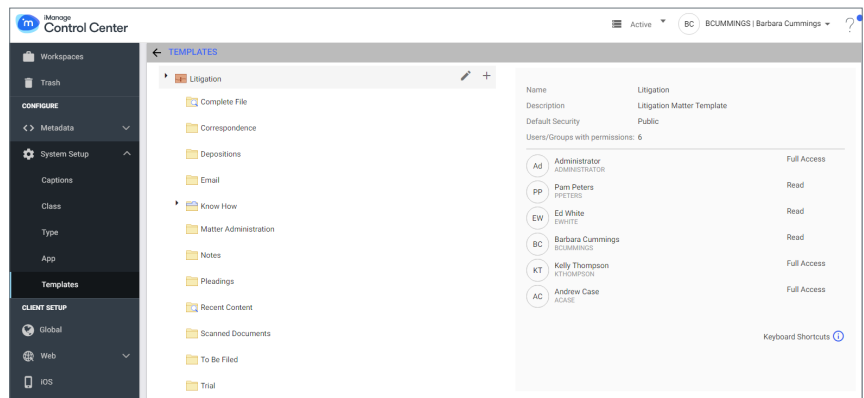 m
iManage
Control Center
Active
BC
BCUMMINGS | Barbara Cummings
?
Workspaces
Trash
CONFIGURE
Metadata
System Setup
Captions
Class
Type
App
Templates
CLIENT SETUP
Global
Web
iOS
TEMPLATES
Litigation
Complete File
Correspondence
Depositions
Email
Know How
Matter Administration
Notes
Pleadings
Recent Content
Scanned Documents
To Be Filed
Trial
Name Litigation
Description Litigation Matter Template
Default Security Public
Users/Groups with permissions: 6
Ad Administrator Full Access
ADMINISTRATOR
PP Pam Peters Read
PPETERS
EW Ed White Read
EWHITE
BC Barbara Cummings Read
BCUMMINGS
KT Kelly Thompson Full Access
KTHOMPSON
AC Andrew Case Full Access
ACASE
Keyboard Shortcuts i